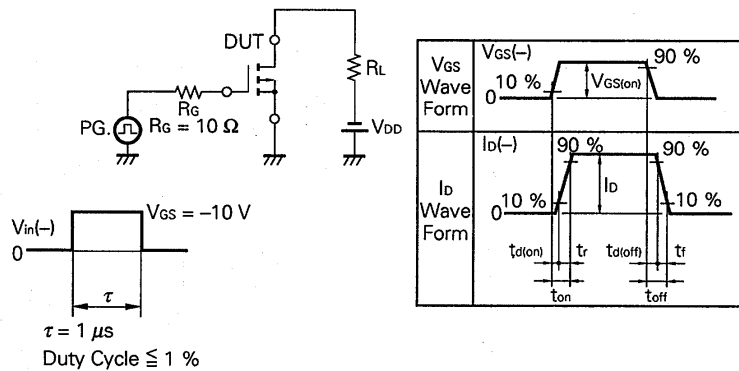 DUT
RL
RG
PG.
RG = 10 Ω
VDD
Vin(−)
0
VGS = −10 V
τ
τ = 1 μs
Duty Cycle ≦ 1 %
VGS
Wave
Form
VGS(−)
90 %
10 %
VGS(on)
0
ID
Wave
Form
ID(−)
90 %
90 %
10 %
ID
10 %
0
td(on)
tr
td(off)
tf
ton
toff